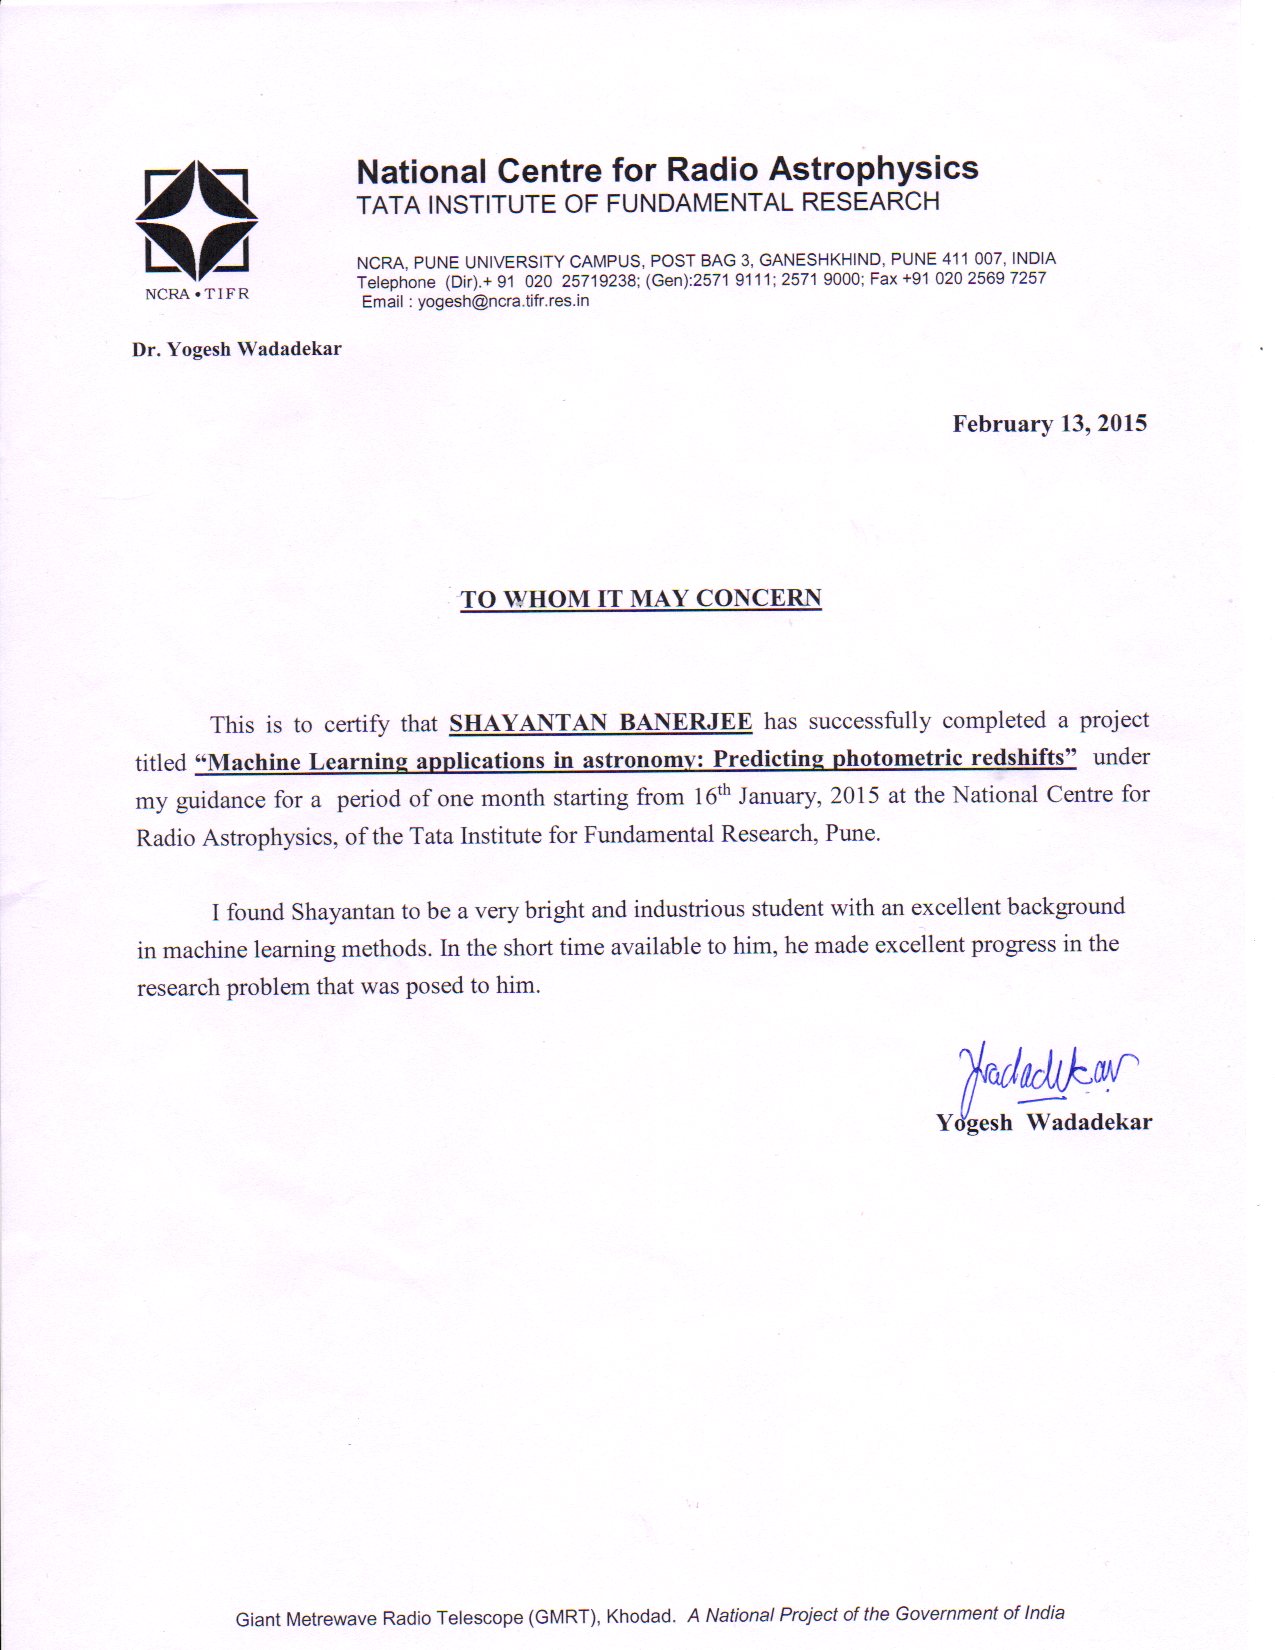 National Centre for Radio Astrophysics
TATA INSTITUTE OF FUNDAMENTAL RESEARCH
NCRA • TIFR
NCRA, PUNE UNIVERSITY CAMPUS, POST BAG 3, GANESHKHIND, PUNE 411 007, INDIA
Telephone (Dir).+ 91 020 25719238; (Gen):2571 9111; 2571 9000; Fax +91 020 2569 7257
Email : yogesh@ncra.tifr.res.in
Dr. Yogesh Wadadekar
February 13, 2015
TO WHOM IT MAY CONCERN
This is to certify that SHAYANTAN BANERJEE has successfully completed a project
titled “Machine Learning applications in astronomy: Predicting photometric redshifts” under
my guidance for a period of one month starting from 16th January, 2015 at the National Centre for
Radio Astrophysics, of the Tata Institute for Fundamental Research, Pune.
I found Shayantan to be a very bright and industrious student with an excellent background
in machine learning methods. In the short time available to him, he made excellent progress in the
research problem that was posed to him.
YWadadekar
Yogesh Wadadekar
Giant Metrewave Radio Telescope (GMRT), Khodad. A National Project of the Government of India